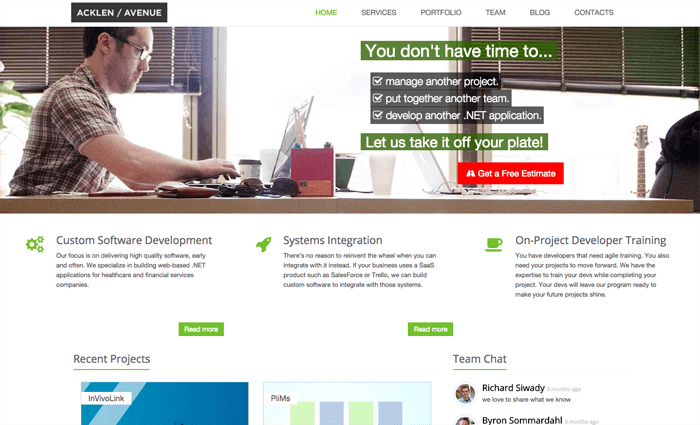 ACKLEN / AVENUE
HOME SERVICES PORTFOLIO TEAM BLOG CONTACTS
You don't have time to...
manage another project.
put together another team.
develop another .NET application.
Let us take it off your plate!
Get a Free Estimate
Custom Software Development
Our focus is on delivering high quality software, early
and often. We specialize in building web-based .NET
applications for healthcare and financial services
companies.
Read more
Systems Integration
There's no reason to reinvent the wheel when you can
integrate with it instead. If your business uses a SaaS
product such as SalesForce or Trello, we can build
custom software to integrate with those systems.
Read more
On-Project Developer Training
You have developers that need agile training. You also
need your projects to move forward. We have the
expertise to train your devs while completing your
project. Your devs will leave our program ready to
make your future projects shine.
Recent Projects
InVivoLink
PiiMs
Team Chat
Richard Siwady 3 months ago
we love to share what we know
Byron Sommardahl 3 months ago